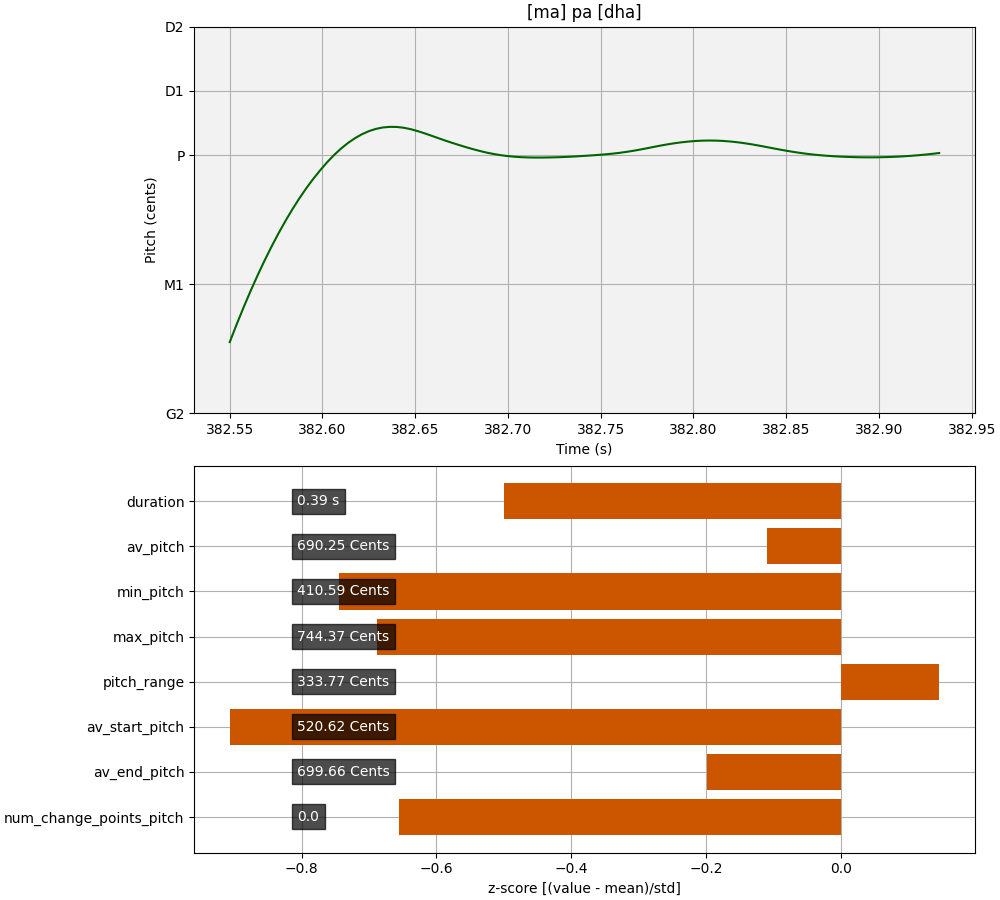 [ma] pa [dha]
D2
D1
P
M1
G2
Pitch (cents)
382.55 382.60 382.65 382.70 382.75 382.80 382.85 382.90 382.95
Time (s)
duration 0.39 s
av_pitch 690.25 Cents
min_pitch 410.59 Cents
max_pitch 744.37 Cents
pitch_range 333.77 Cents
av_start_pitch 520.62 Cents
av_end_pitch 699.66 Cents
num_change_points_pitch 0.0
−0.8 −0.6 −0.4 −0.2 0.0
z-score [(value - mean)/std]